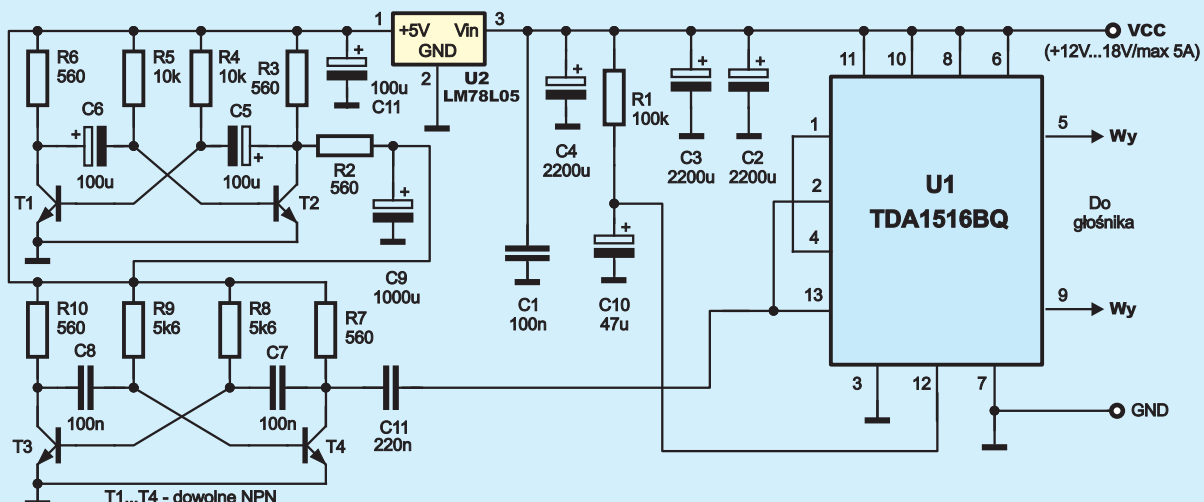 1
+5V
Vin
GND
3
2
U2
LM78L05
VCC
(+12V...18V/max 5A)
R6
560
R5
10k
R4
10k
R3
560
+
100u
C11
C6
+
100u
C5
+
100u
R2
560
T1
T2
+
C9
1000u
+
C4
2200u
R1
100k
+
C3
2200u
+
C2
2200u
C1
100n
+
C10
47u
11
10
8
6
1
2
4
13
5
Wy
U1
TDA1516BQ
Do
głośnika
9
Wy
3
12
7
GND
R10
560
R9
5k6
R8
5k6
R7
560
C8
100n
C7
100n
C11
220n
T3
T4
T1...T4 - dowolne NPN